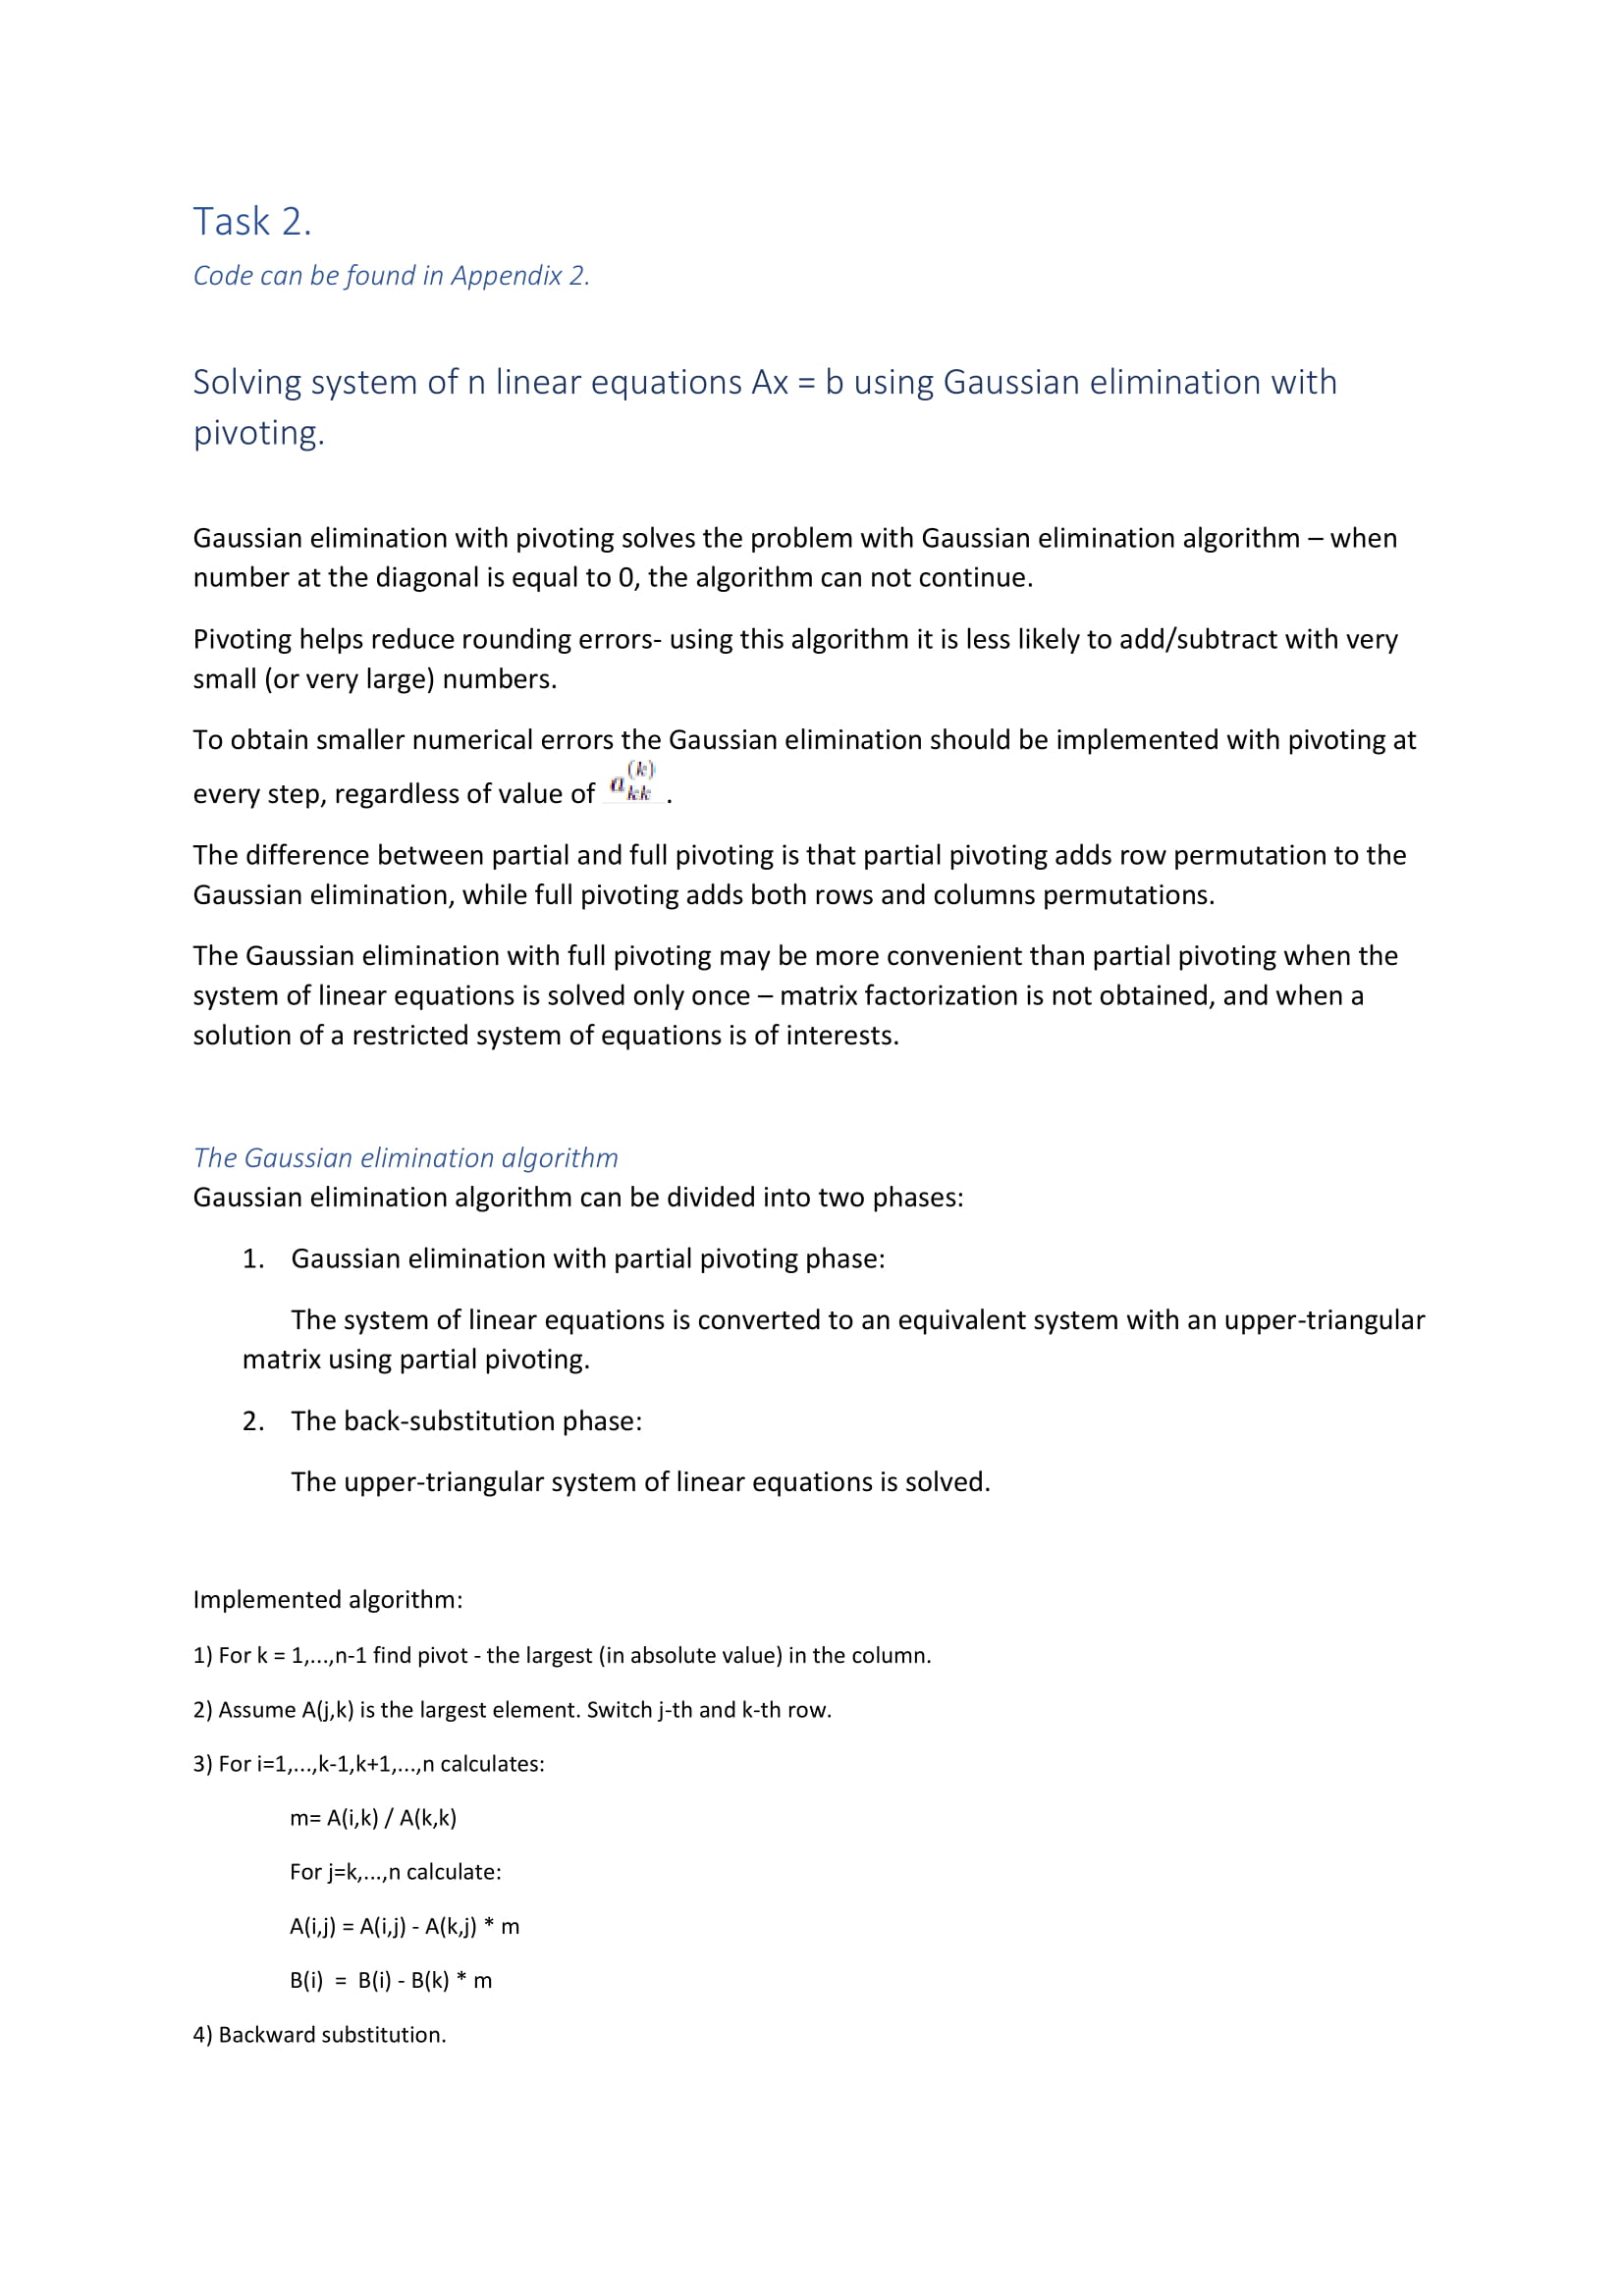 Task 2.
Code can be found in Appendix 2.
Solving system of n linear equations Ax = b using Gaussian elimination with
pivoting.
Gaussian elimination with pivoting solves the problem with Gaussian elimination algorithm – when
number at the diagonal is equal to 0, the algorithm can not continue.
Pivoting helps reduce rounding errors- using this algorithm it is less likely to add/subtract with very
small (or very large) numbers.
To obtain smaller numerical errors the Gaussian elimination should be implemented with pivoting at
every step, regardless of value of a_{kk}^{(k)} .
The difference between partial and full pivoting is that partial pivoting adds row permutation to the
Gaussian elimination, while full pivoting adds both rows and columns permutations.
The Gaussian elimination with full pivoting may be more convenient than partial pivoting when the
system of linear equations is solved only once – matrix factorization is not obtained, and when a
solution of a restricted system of equations is of interests.
The Gaussian elimination algorithm
Gaussian elimination algorithm can be divided into two phases:
1. Gaussian elimination with partial pivoting phase:
The system of linear equations is converted to an equivalent system with an upper-triangular
matrix using partial pivoting.
2. The back-substitution phase:
The upper-triangular system of linear equations is solved.
Implemented algorithm:
1) For k = 1,...,n-1 find pivot - the largest (in absolute value) in the column.
2) Assume A(j,k) is the largest element. Switch j-th and k-th row.
3) For i=1,...,k-1,k+1,...,n calculates:
m= A(i,k) / A(k,k)
For j=k,...,n calculate:
A(i,j) = A(i,j) - A(k,j) * m
B(i) = B(i) - B(k) * m
4) Backward substitution.